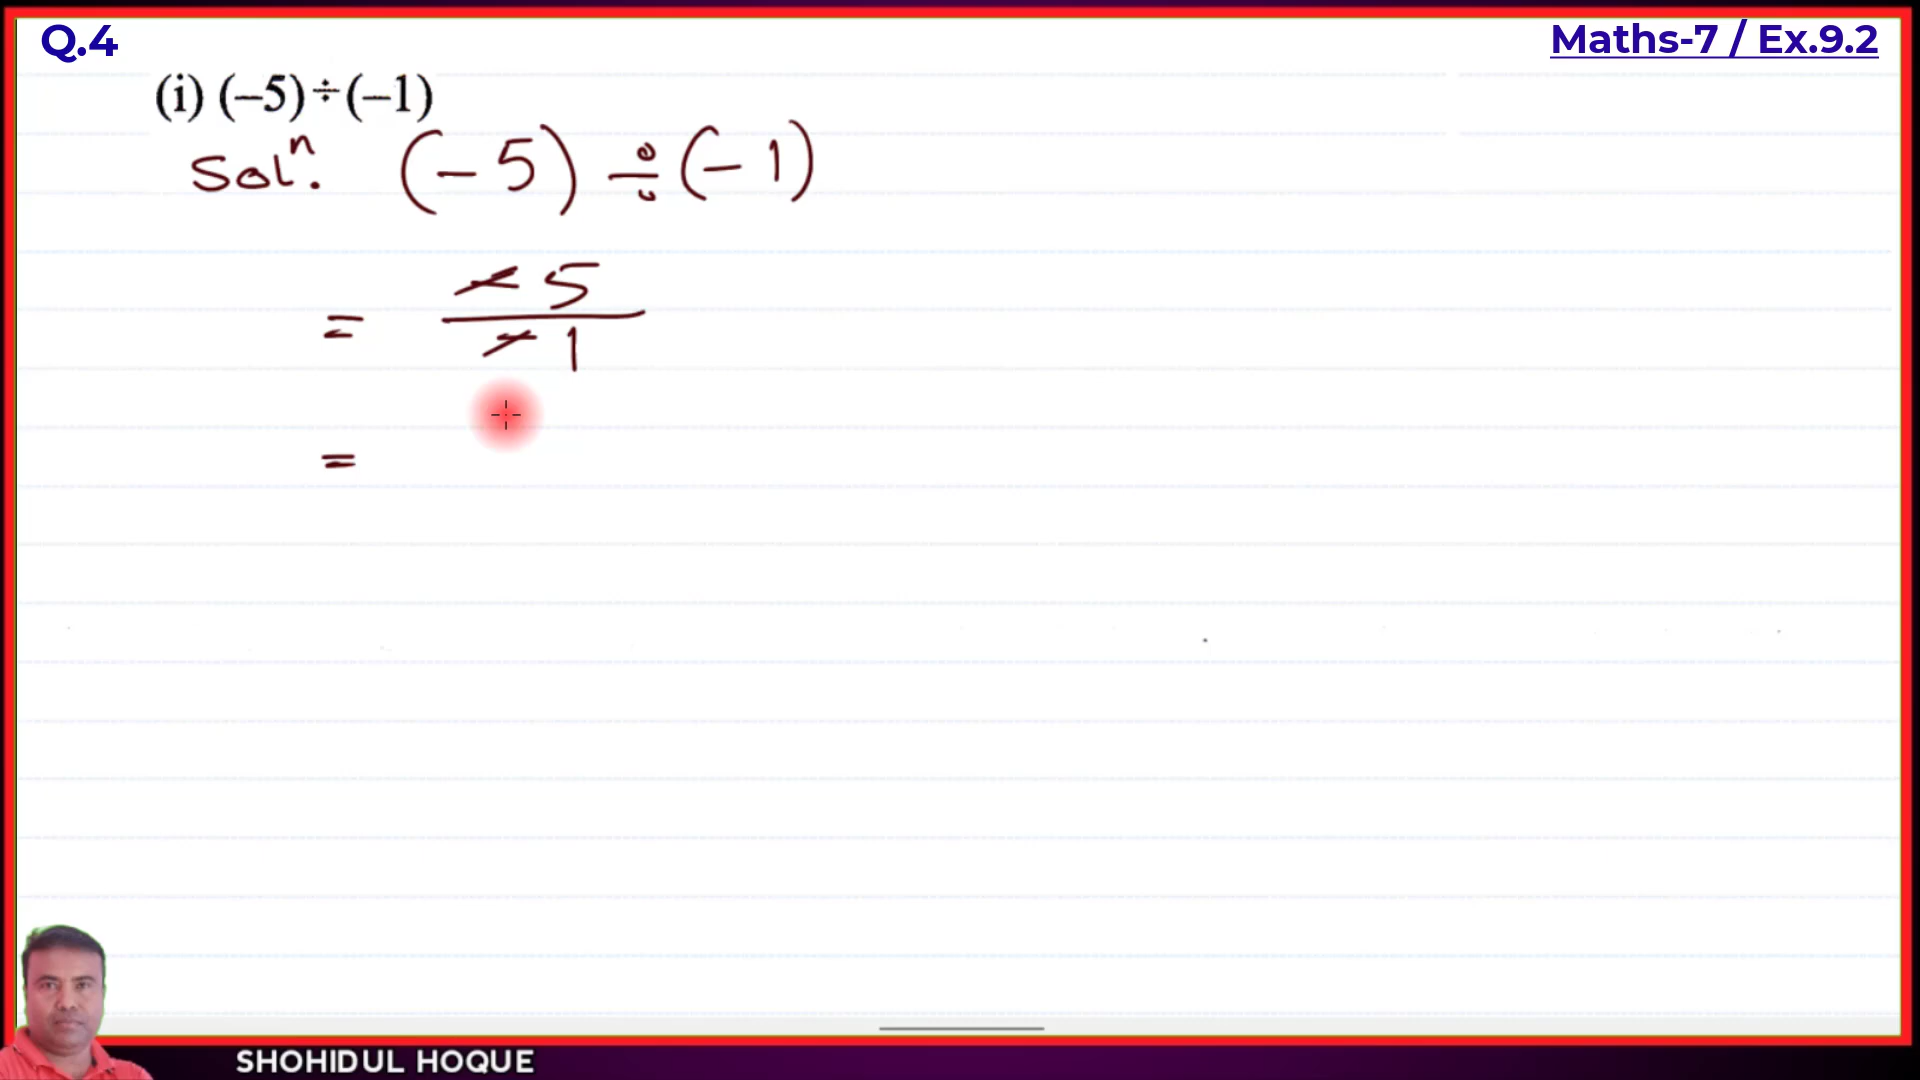 Q.4
Maths-7 / Ex.9.2
(i) (–5)÷(–1)
Solⁿ. (-5) ÷ (-1)
= -5
-1
=
SHOHIDUL HOQUE